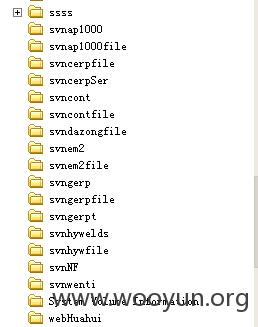 ssss
svnap1000
svnap1000file
svncerpfile
svncerpSer
svncont
svncontfile
svndazongfile
svnem2
svnem2file
svngerp
svngerpfile
svngerpt
svnhywelds
svnhywfile
svnNF
svnwenti
System Volume Information
www.wooyun.org
webHuahui